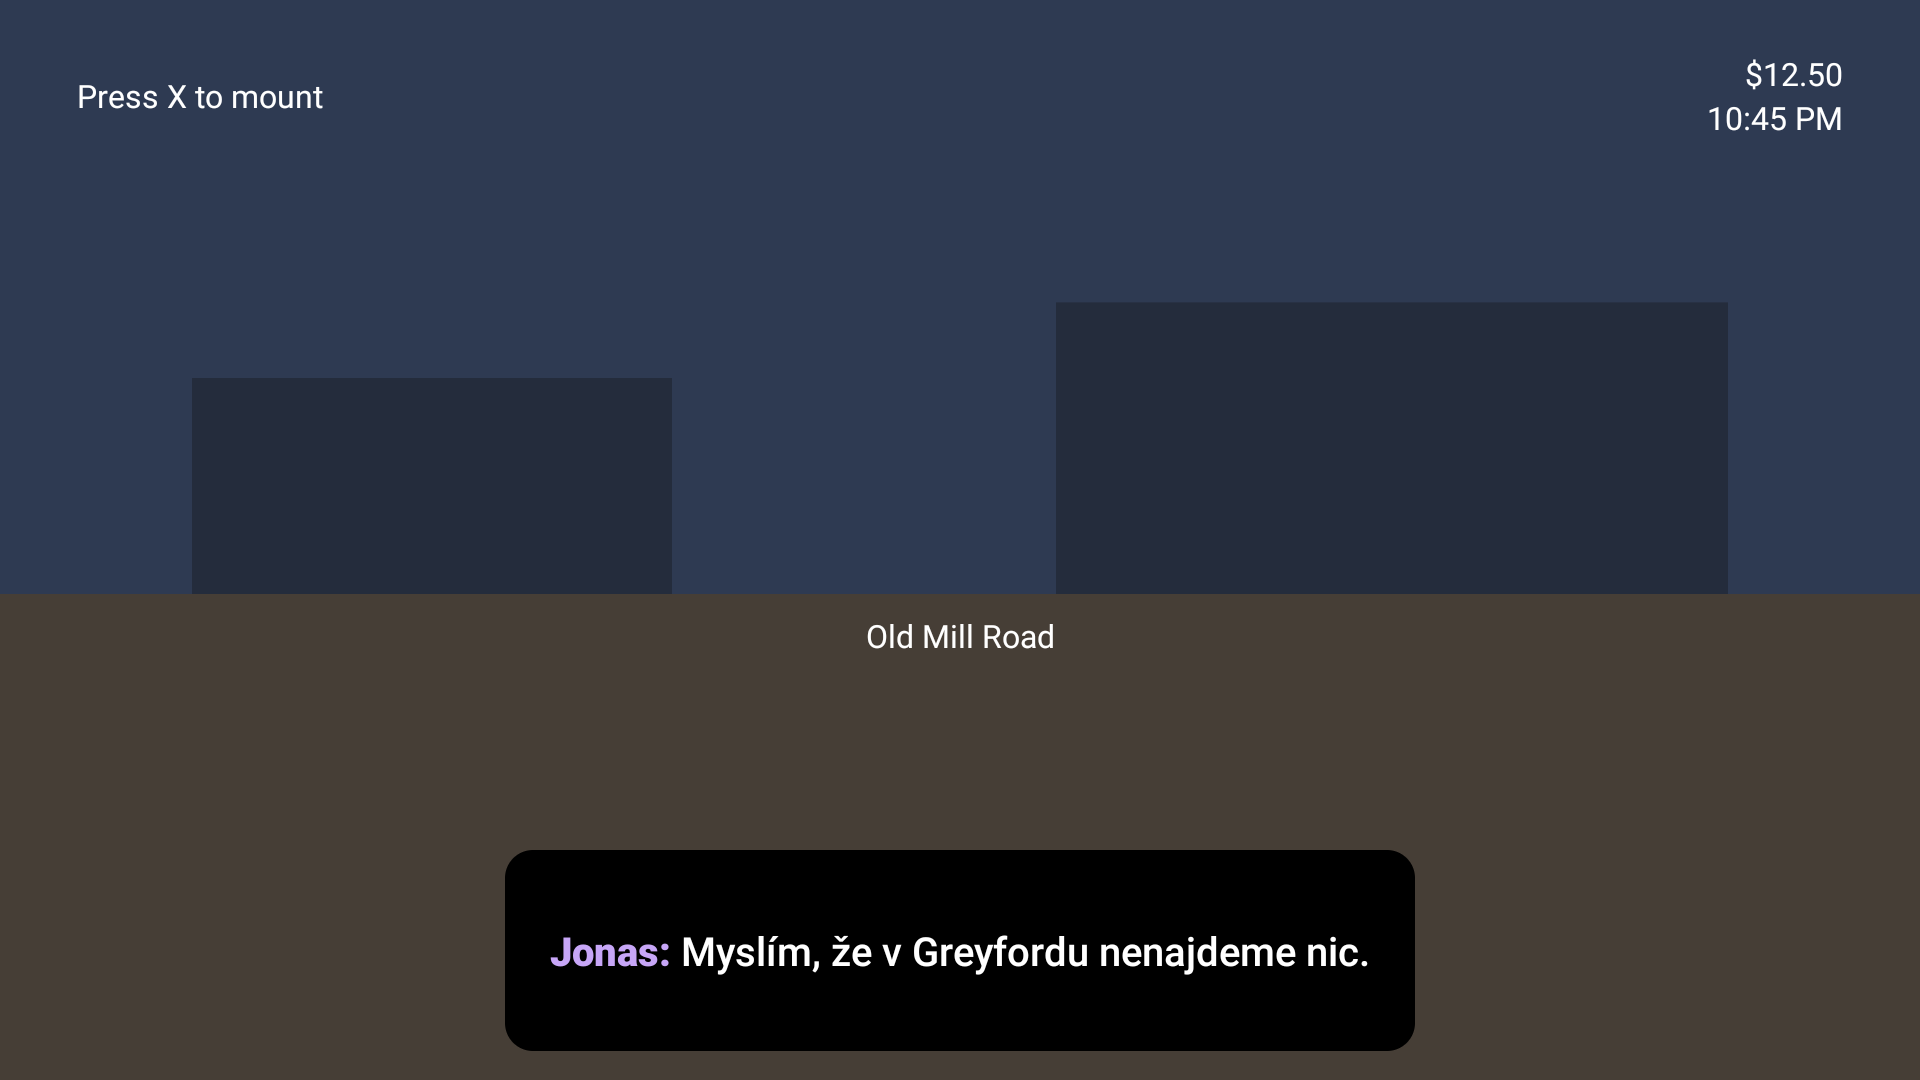 Press X to mount
$12.50
10:45 PM
Old Mill Road
Jonas: Myslím, že v Greyfordu nenajdeme nic.